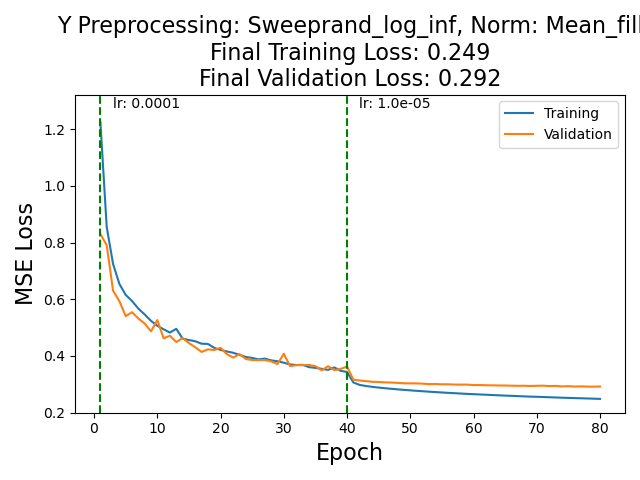 Y Preprocessing: Sweeprand_log_inf, Norm: Mean_fill
Final Training Loss: 0.249
Final Validation Loss: 0.292
lr: 0.0001
lr: 1.0e-05
Training
Validation
1.2
1.0
0.8
0.6
0.4
0.2
MSE Loss
0 10 20 30 40 50 60 70 80
Epoch